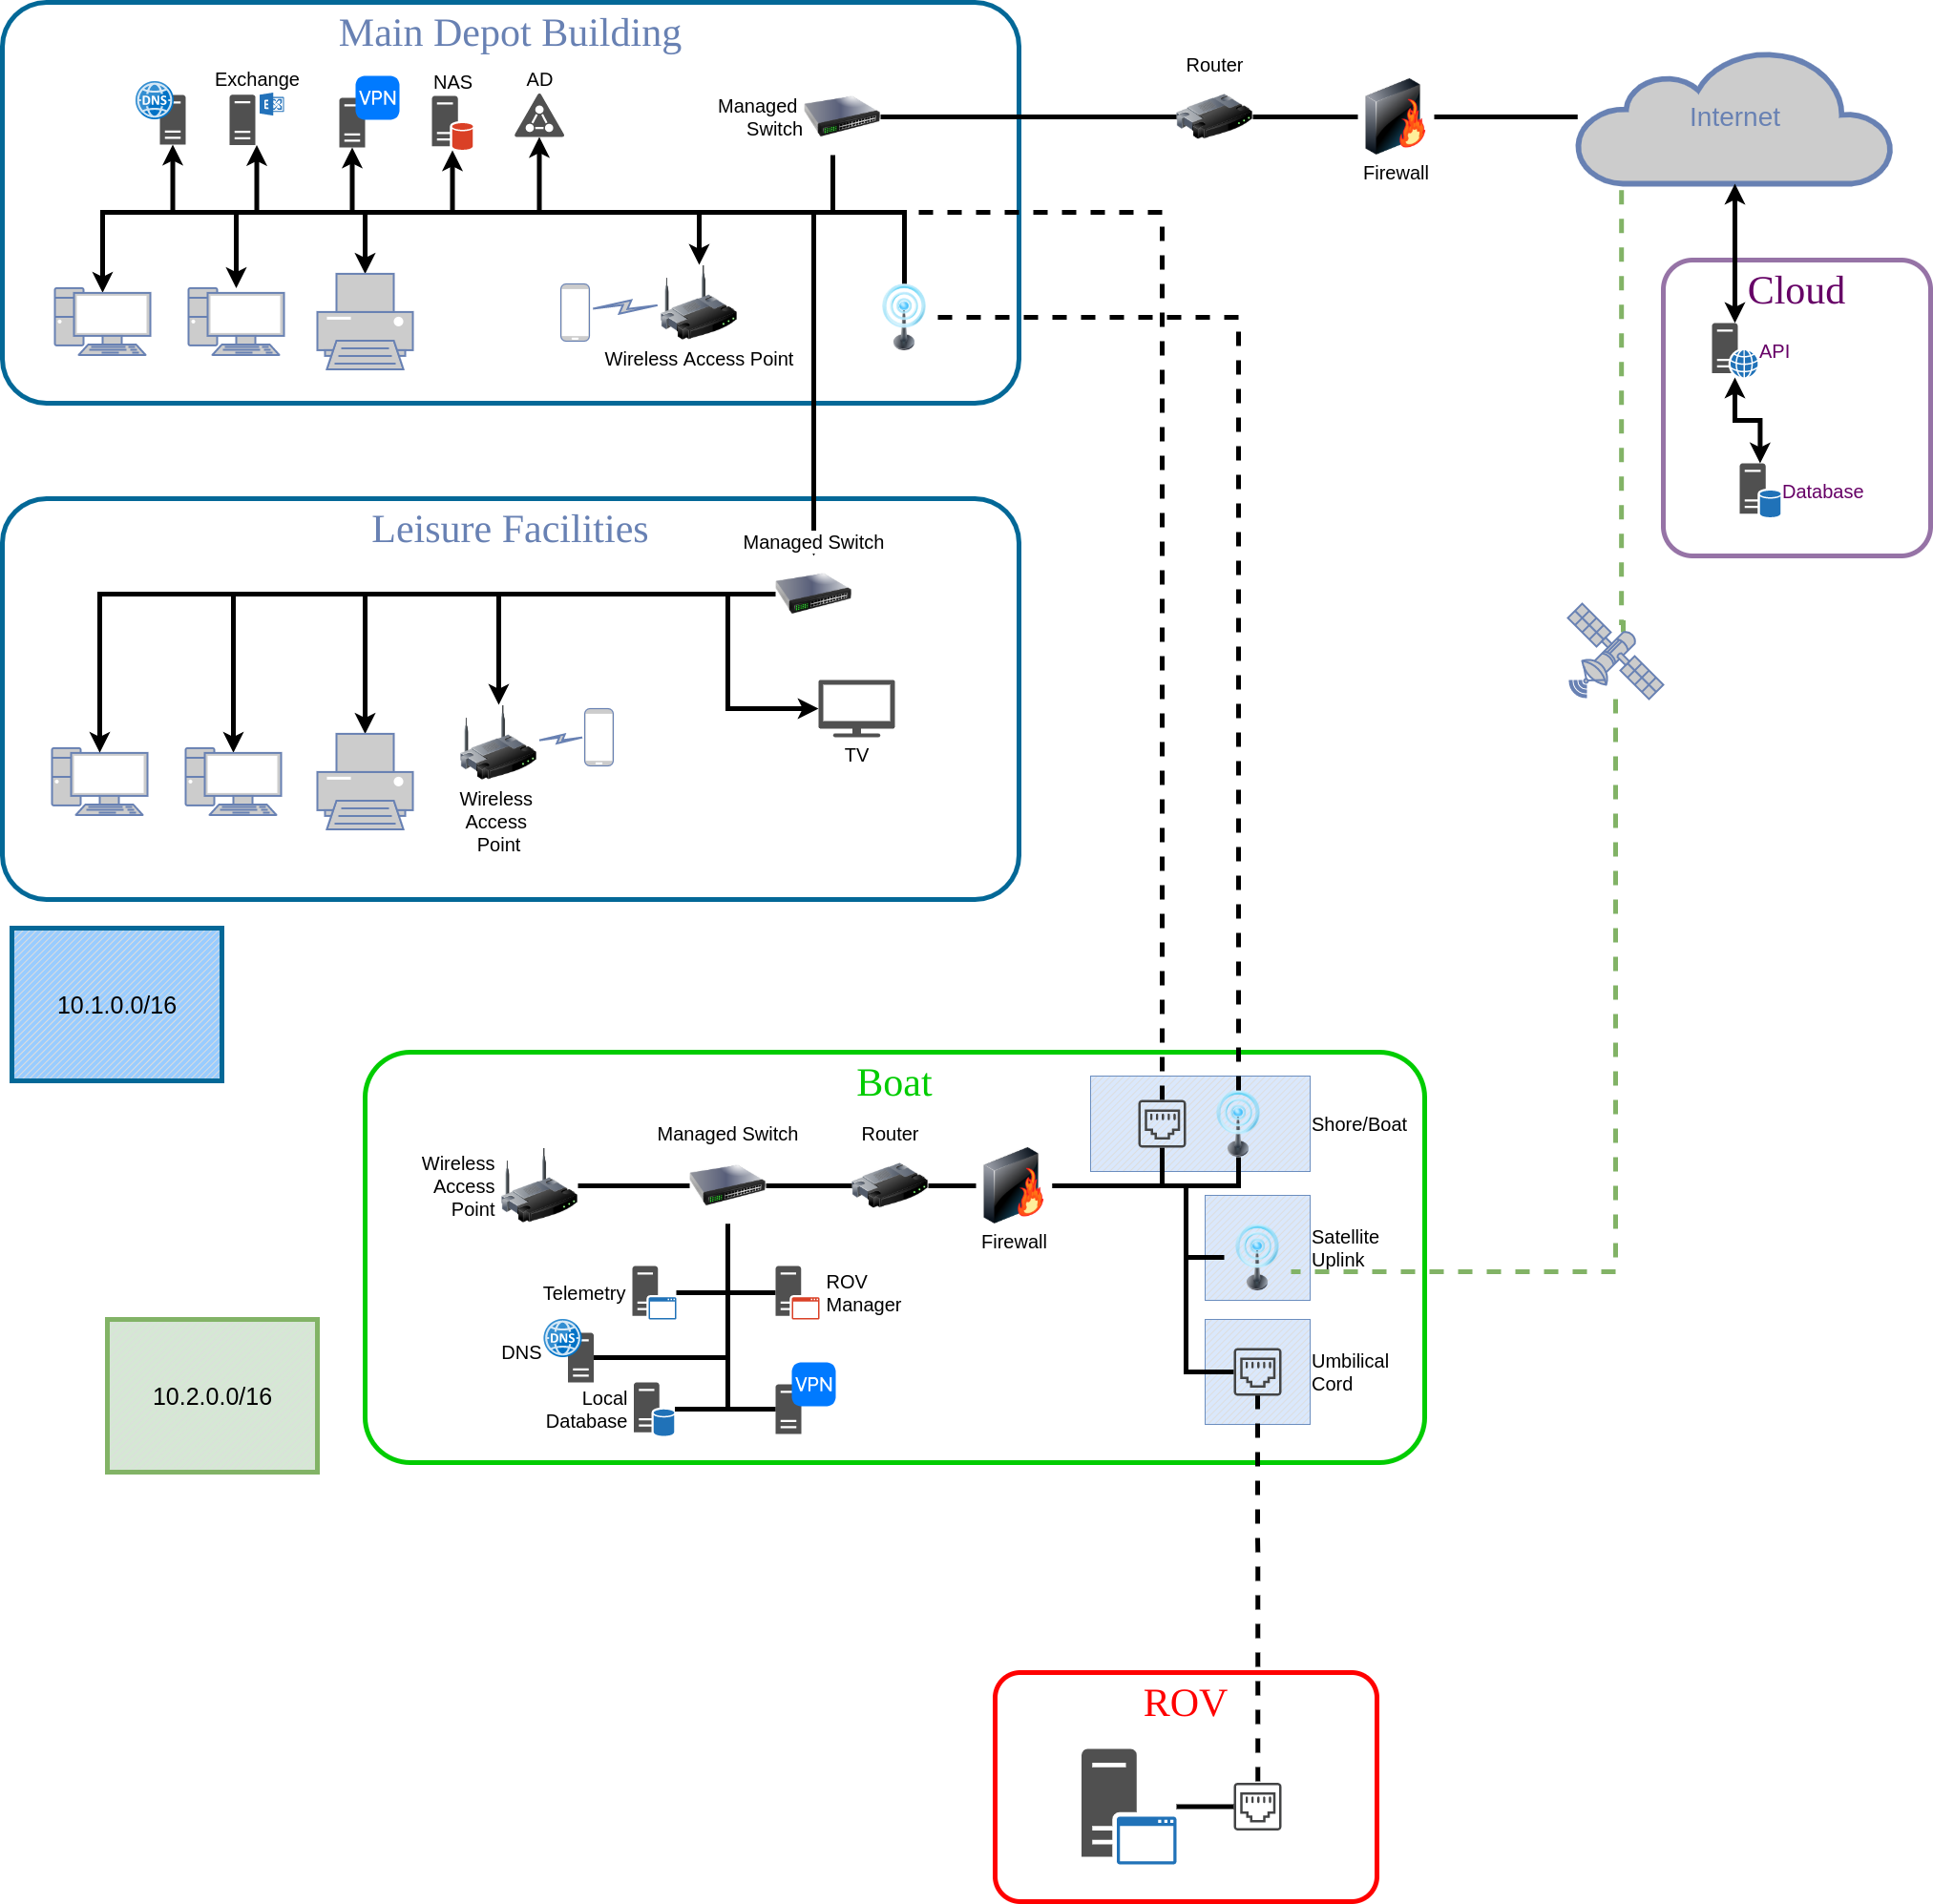 Main Depot Building
DNS
Exchange
VPN
NAS
AD
Managed
Switch
Router
Firewall
Internet
Wireless Access Point
Cloud
API
Database
Leisure Facilities
Managed Switch
TV
Wireless
Access
Point
10.1.0.0/16
Boat
Wireless
Access
Point
Managed Switch
Router
Firewall
Shore/Boat
Satellite
Uplink
Umbilical
Cord
Telemetry
ROV
Manager
DNS
DNS
Local
Database
VPN
10.2.0.0/16
ROV